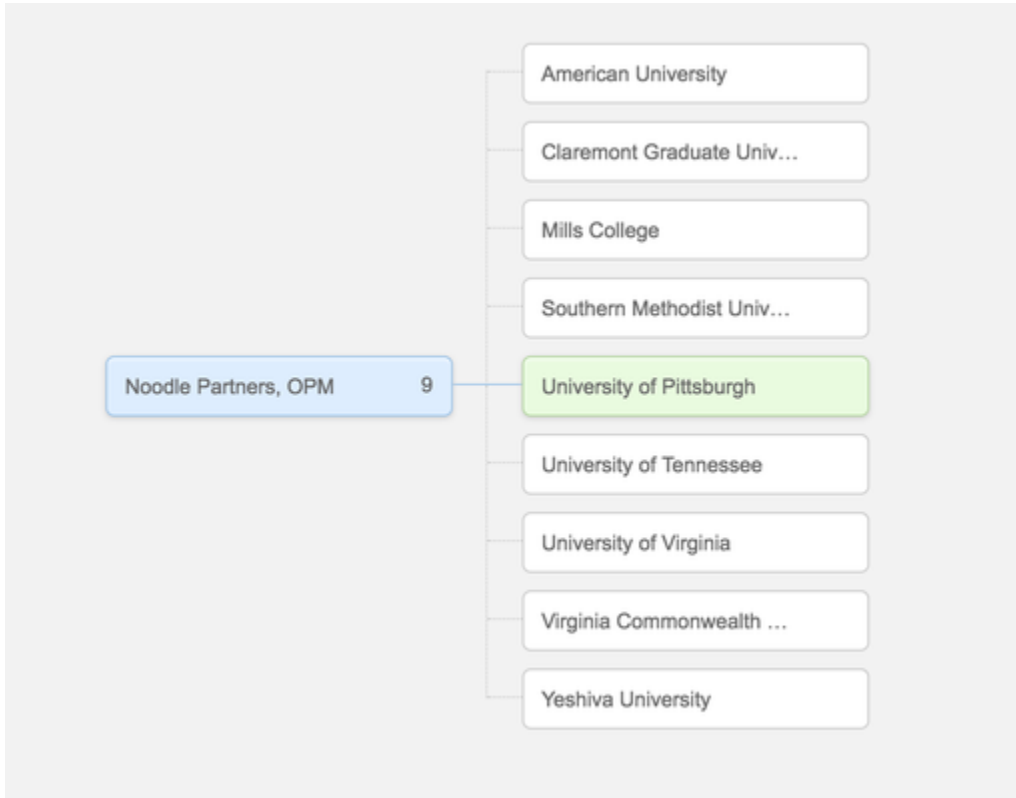 American University
Claremont Graduate Univ...
Mills College
Southern Methodist Univ...
Noodle Partners, OPM 9
University of Pittsburgh
University of Tennessee
University of Virginia
Virginia Commonwealth ...
Yeshiva University